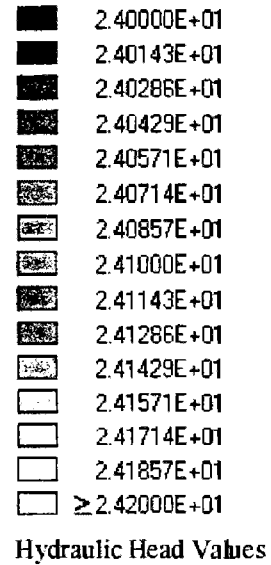 2.40000E+01
2.40143E+01
2.40286E+01
2.40429E+01
2.40571E+01
2.40714E+01
2.40857E+01
2.41000E+01
2.41143E+01
2.41286E+01
2.41429E+01
2.41571E+01
2.41714E+01
2.41857E+01
≥2.42000E+01
Hydraulic Head Values